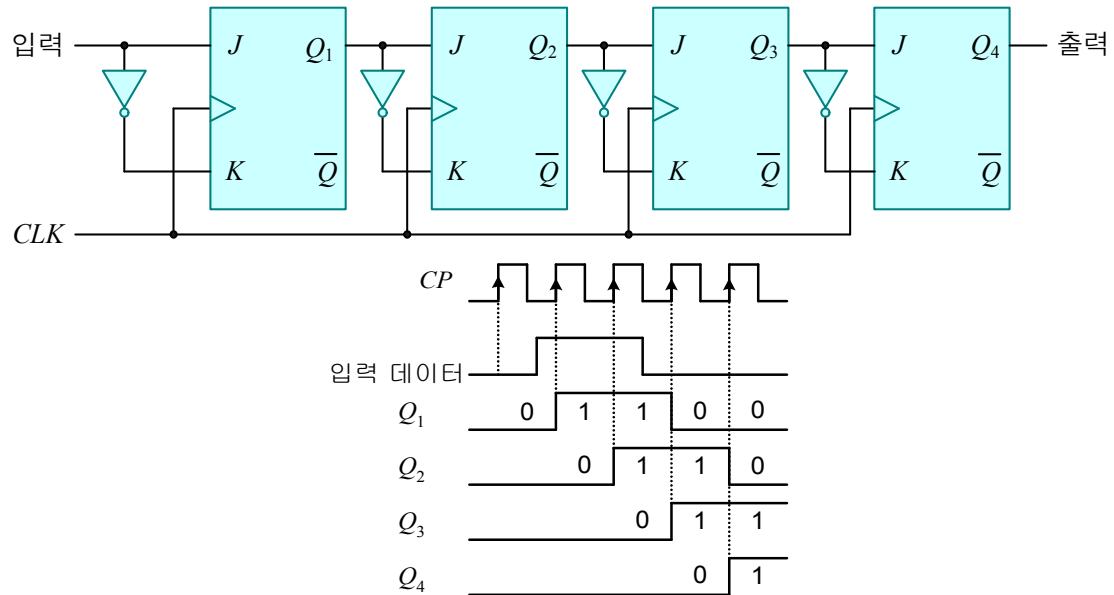 입력 J Q₁ J Q₂ J Q₃ J Q₄ 출력
K Q̅ K Q̅ K Q̅ K Q̅
CLK
CP
입력 데이터
Q₁ 0 1 1 0 0
Q₂ 0 1 1 0
Q₃ 0 1 1
Q₄ 0 1